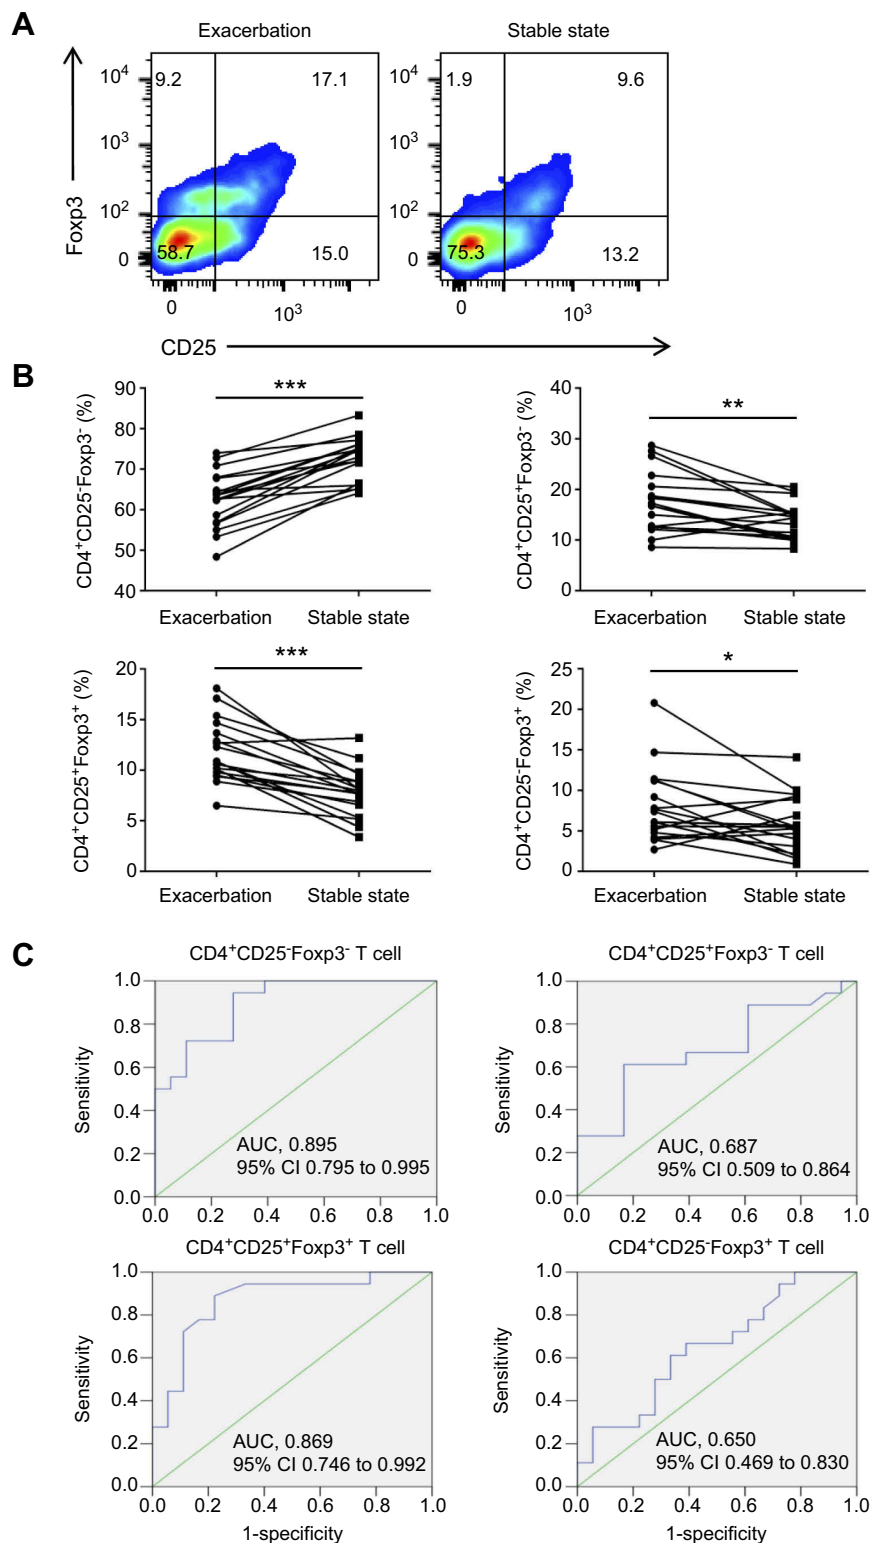 A
Exacerbation
Stable state
Foxp3
10⁴
10³
10²
0
9.2
17.1
58.7
15.0
0
10³
10⁴
10³
10²
0
1.9
9.6
75.3
13.2
0
10³
CD25
B
CD4⁺CD25⁻Foxp3⁻ (%)
90
80
70
60
50
40
***
Exacerbation
Stable state
CD4⁺CD25⁺Foxp3⁻ (%)
40
30
20
10
0
**
Exacerbation
Stable state
CD4⁺CD25⁺Foxp3⁺ (%)
20
15
10
5
0
***
Exacerbation
Stable state
CD4⁺CD25⁻Foxp3⁺ (%)
25
20
15
10
5
0
*
Exacerbation
Stable state
C
CD4⁺CD25⁻Foxp3⁻ T cell
Sensitivity
1.0
0.8
0.6
0.4
0.2
0.0
AUC, 0.895
95% CI 0.795 to 0.995
0.0 0.2 0.4 0.6 0.8 1.0
CD4⁺CD25⁺Foxp3⁻ T cell
Sensitivity
1.0
0.8
0.6
0.4
0.2
0.0
AUC, 0.687
95% CI 0.509 to 0.864
0.0 0.2 0.4 0.6 0.8 1.0
CD4⁺CD25⁺Foxp3⁺ T cell
Sensitivity
1.0
0.8
0.6
0.4
0.2
0.0
AUC, 0.869
95% CI 0.746 to 0.992
0.0 0.2 0.4 0.6 0.8 1.0
1-specificity
CD4⁺CD25⁻Foxp3⁺ T cell
Sensitivity
1.0
0.8
0.6
0.4
0.2
0.0
AUC, 0.650
95% CI 0.469 to 0.830
0.0 0.2 0.4 0.6 0.8 1.0
1-specificity